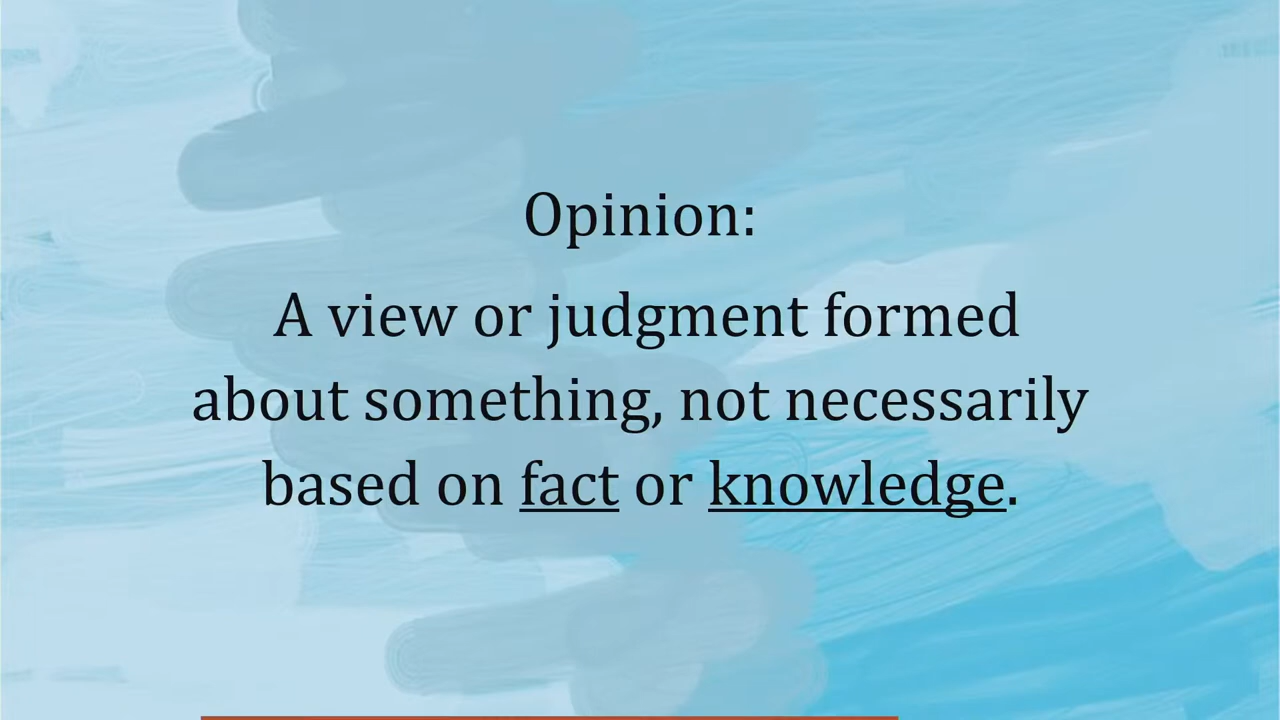 Opinion:
A view or judgment formed
about something, not necessarily
based on fact or knowledge.